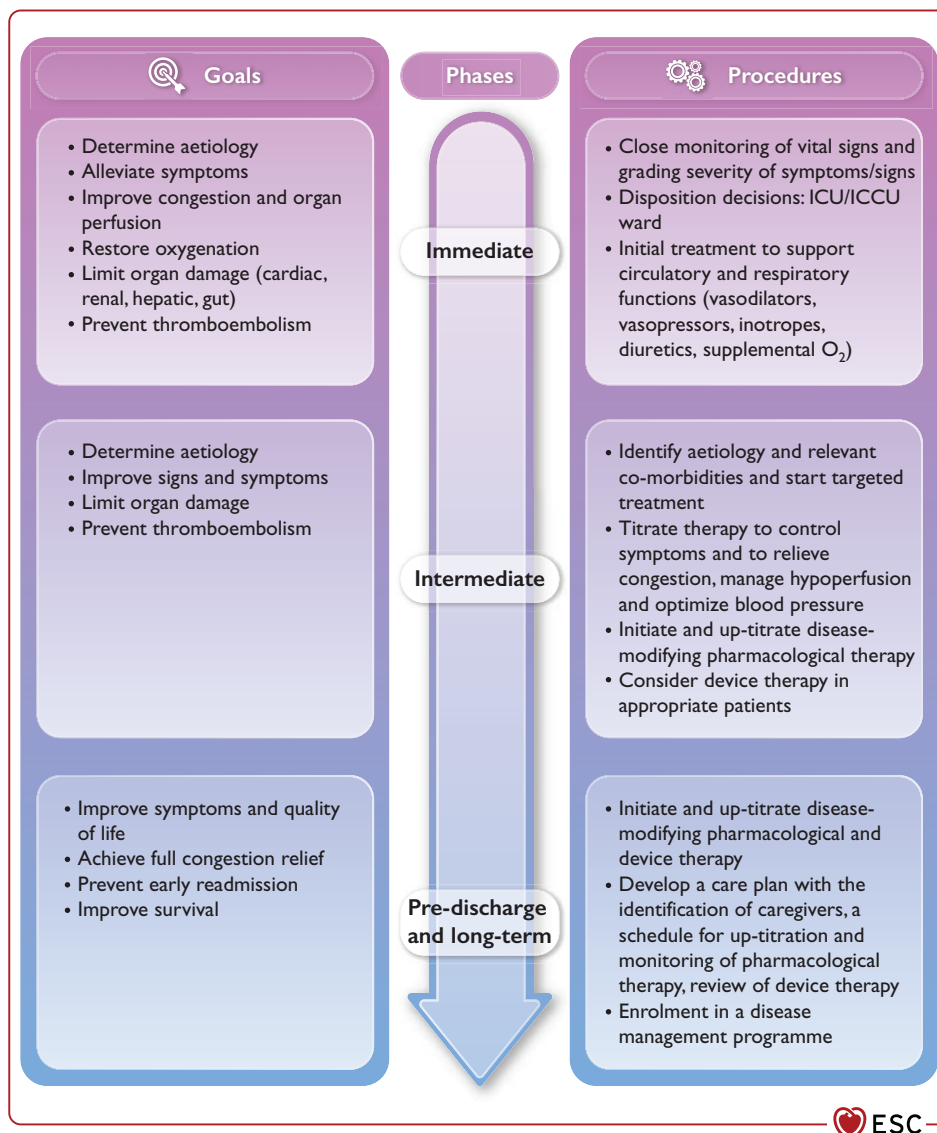 Goals
Phases
Procedures
• Determine aetiology
• Alleviate symptoms
• Improve congestion and organ
perfusion
• Restore oxygenation
• Limit organ damage (cardiac,
renal, hepatic, gut)
• Prevent thromboembolism
Immediate
• Close monitoring of vital signs and
grading severity of symptoms/signs
• Disposition decisions: ICU/ICCU
ward
• Initial treatment to support
circulatory and respiratory
functions (vasodilators,
vasopressors, inotropes,
diuretics, supplemental O₂)
• Determine aetiology
• Improve signs and symptoms
• Limit organ damage
• Prevent thromboembolism
Intermediate
• Identify aetiology and relevant
co-morbidities and start targeted
treatment
• Titrate therapy to control
symptoms and to relieve
congestion, manage hypoperfusion
and optimize blood pressure
• Initiate and up-titrate disease-
modifying pharmacological therapy
• Consider device therapy in
appropriate patients
• Improve symptoms and quality
of life
• Achieve full congestion relief
• Prevent early readmission
• Improve survival
Pre-discharge
and long-term
• Initiate and up-titrate disease-
modifying pharmacological and
device therapy
• Develop a care plan with the
identification of caregivers, a
schedule for up-titration and
monitoring of pharmacological
therapy, review of device therapy
• Enrolment in a disease
management programme
ESC